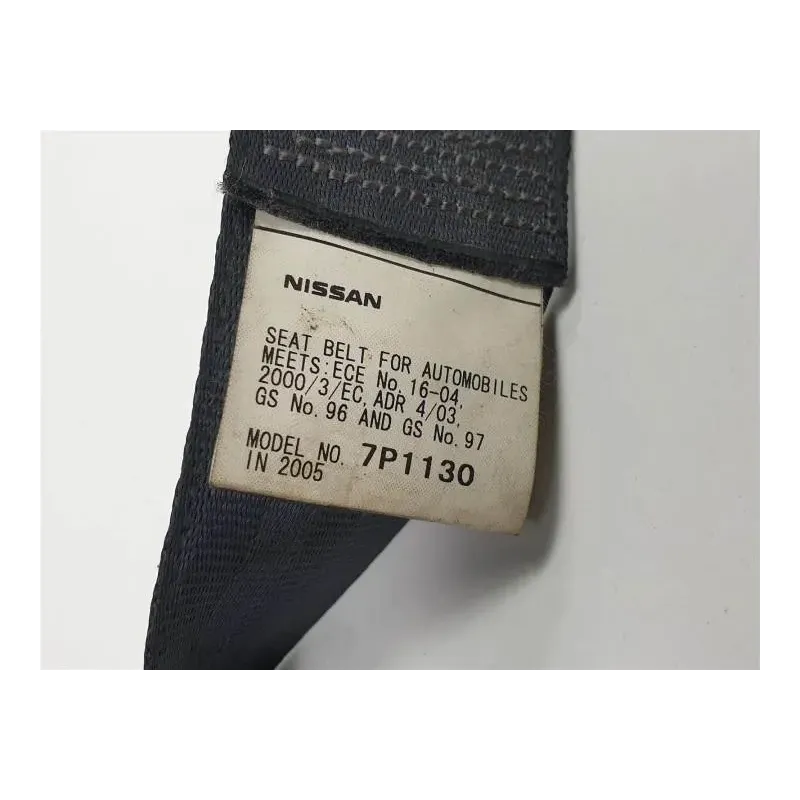 NISSAN
SEAT BELT FOR AUTOMOBILES
MEETS:ECE No. 16-04,
2000/3/EC, ADR 4/03,
GS No. 96 AND GS No. 97
MODEL NO. 7P1130
IN 2005